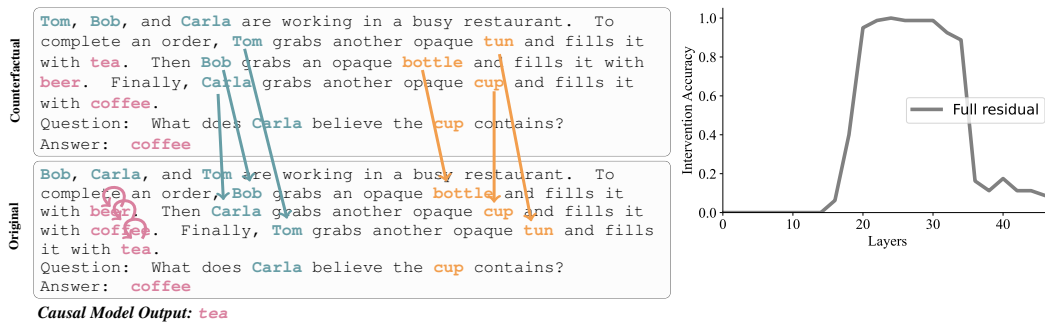 Counterfactual
Tom, Bob, and Carla are working in a busy restaurant. To
complete an order, Tom grabs another opaque tun and fills it
with tea. Then Bob grabs an opaque bottle and fills it with
beer. Finally, Carla grabs another opaque cup and fills it
with coffee.
Question: What does Carla believe the cup contains?
Answer: coffee
Original
Bob, Carla, and Tom are working in a busy restaurant. To
complete an order, Bob grabs an opaque bottle and fills it
with beer. Then Carla grabs another opaque cup and fills it
with coffee. Finally, Tom grabs another opaque tun and fills
it with tea.
Question: What does Carla believe the cup contains?
Answer: coffee
Causal Model Output: tea
Intervention Accuracy
1.0
0.8
0.6
0.4
0.2
0.0
Full residual
0 10 20 30 40
Layers